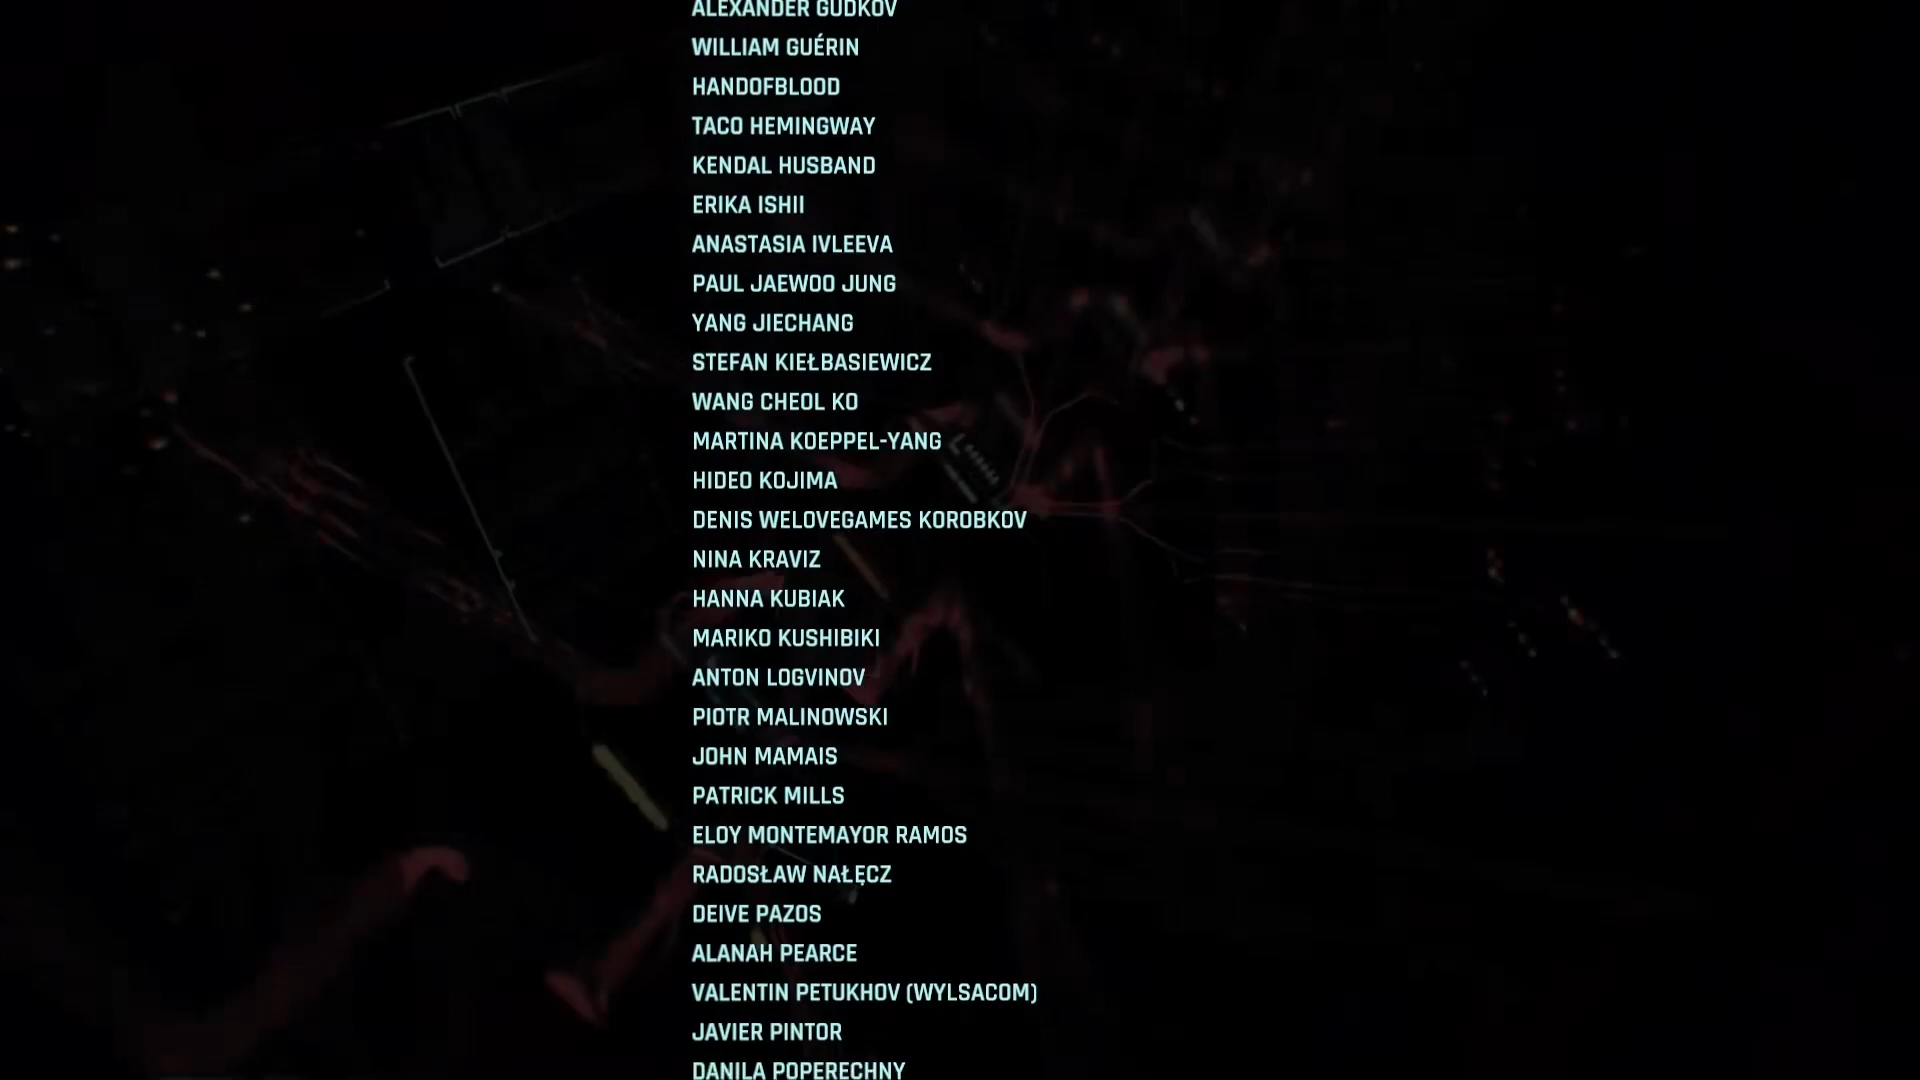 ALEXANDER GUDKOV
WILLIAM GUÉRIN
HANDOFBLOOD
TACO HEMINGWAY
KENDAL HUSBAND
ERIKA ISHII
ANASTASIA IVLEEVA
PAUL JAEWOO JUNG
YANG JIECHANG
STEFAN KIEŁBASIEWICZ
WANG CHEOL KO
MARTINA KOEPPEL-YANG
HIDEO KOJIMA
DENIS WELOVEGAMES KOROBKOV
NINA KRAVIZ
HANNA KUBIAK
MARIKO KUSHIBIKI
ANTON LOGVINOV
PIOTR MALINOWSKI
JOHN MAMAIS
PATRICK MILLS
ELOY MONTEMAYOR RAMOS
RADOSŁAW NAŁĘCZ
DEIVE PAZOS
ALANAH PEARCE
VALENTIN PETUKHOV (WYLSACOM)
JAVIER PINTOR
DANILA POPERECHNY